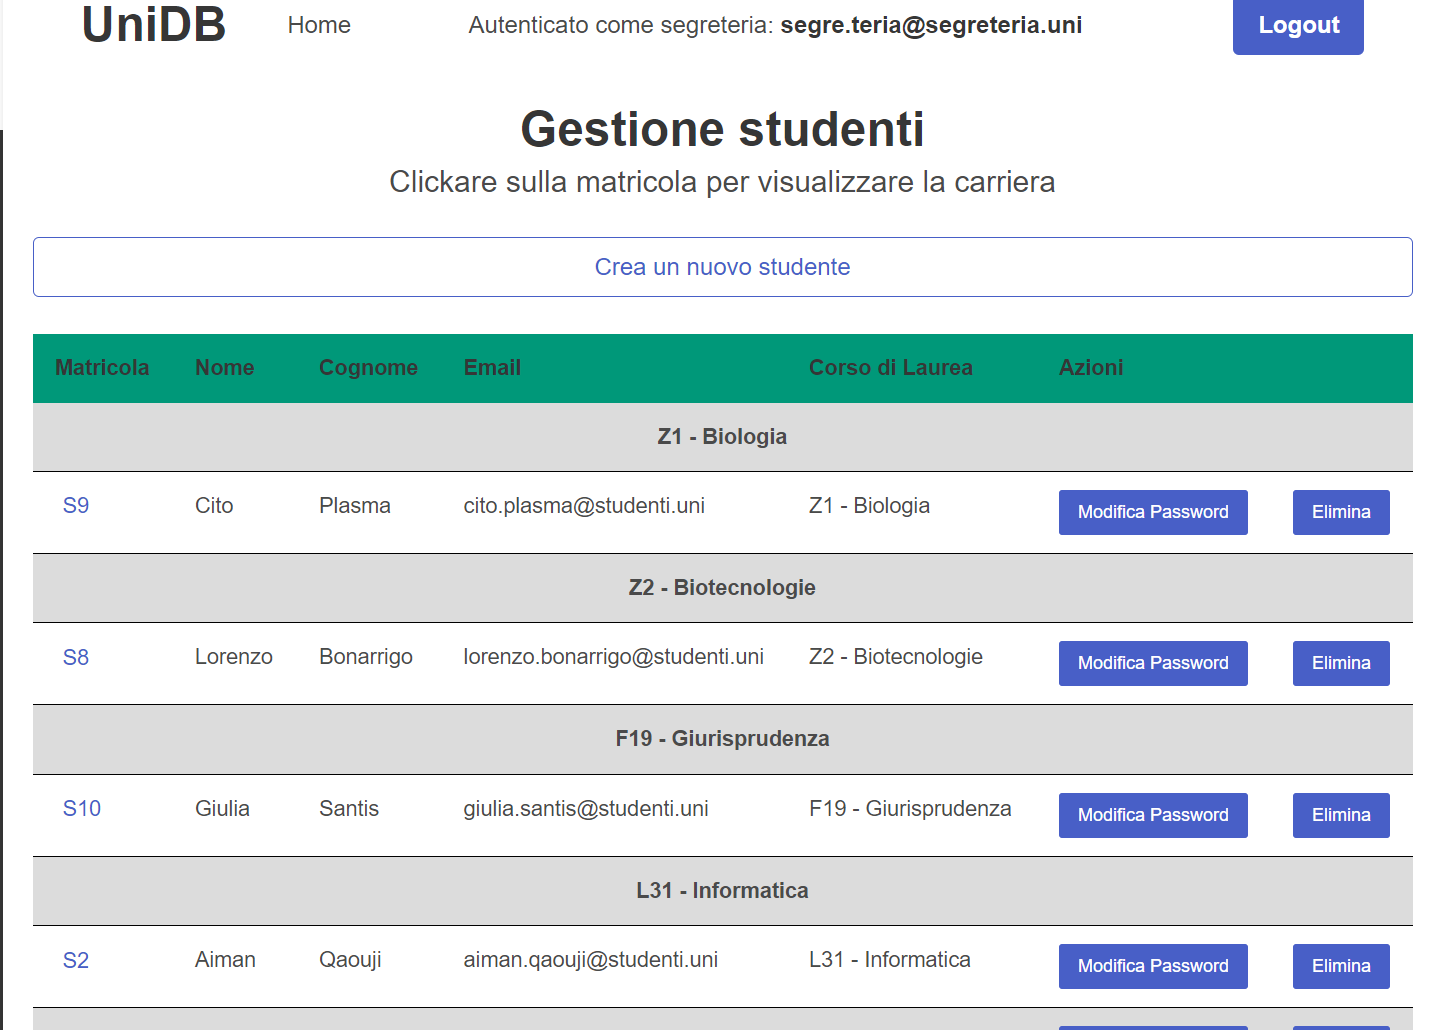 UniDB Home Autenticato come segreteria: segre.teria@segreteria.uni Logout
Gestione studenti
Clickare sulla matricola per visualizzare la carriera
Crea un nuovo studente
Matricola Nome Cognome Email Corso di Laurea Azioni
Z1 - Biologia
S9 Cito Plasma cito.plasma@studenti.uni Z1 - Biologia Modifica Password Elimina
Z2 - Biotecnologie
S8 Lorenzo Bonarrigo lorenzo.bonarrigo@studenti.uni Z2 - Biotecnologie Modifica Password Elimina
F19 - Giurisprudenza
S10 Giulia Santis giulia.santis@studenti.uni F19 - Giurisprudenza Modifica Password Elimina
L31 - Informatica
S2 Aiman Qaouji aiman.qaouji@studenti.uni L31 - Informatica Modifica Password Elimina